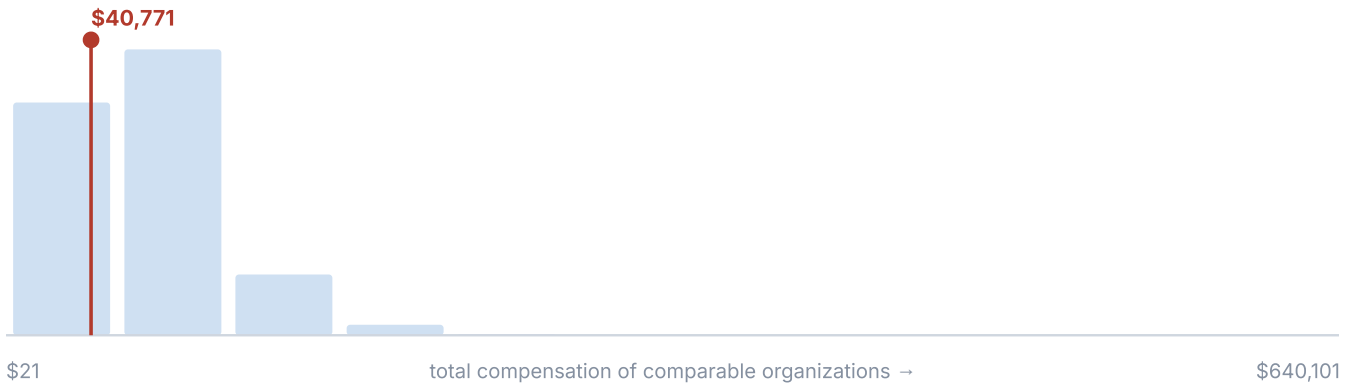 $40,771
$21 total compensation of comparable organizations → $640,101